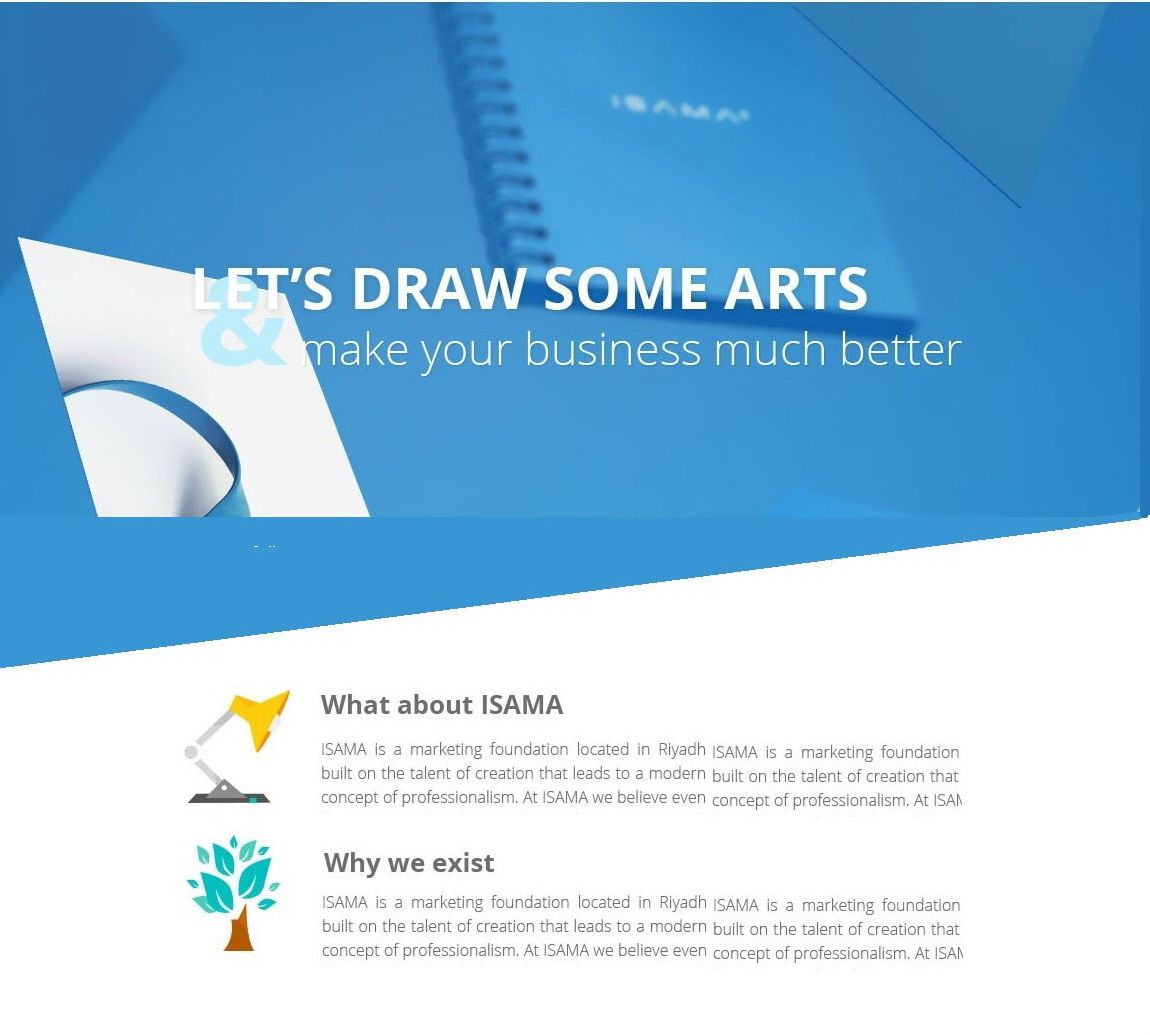 ISAMA
LET'S DRAW SOME ARTS
& make your business much better
What about ISAMA
ISAMA is a marketing foundation located in Riyadh
built on the talent of creation that leads to a modern
concept of professionalism. At ISAMA we believe even
ISAMA is a marketing foundation
built on the talent of creation that
concept of professionalism. At ISAM
Why we exist
ISAMA is a marketing foundation located in Riyadh
built on the talent of creation that leads to a modern
concept of professionalism. At ISAMA we believe even
ISAMA is a marketing foundation
built on the talent of creation that
concept of professionalism. At ISAM